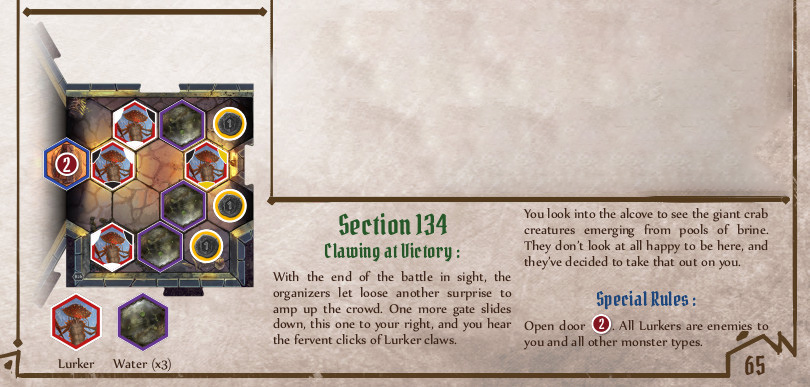 2
1
1
1
Lurker
Water (x3)
Section 134
Clawing at Victory :
With the end of the battle in sight, the
organizers let loose another surprise to
amp up the crowd. One more gate slides
down, this one to your right, and you hear
the fervent clicks of Lurker claws.
You look into the alcove to see the giant crab
creatures emerging from pools of brine.
They don't look at all happy to be here, and
they've decided to take that out on you.
Special Rules :
Open door 2. All Lurkers are enemies to
you and all other monster types.
65